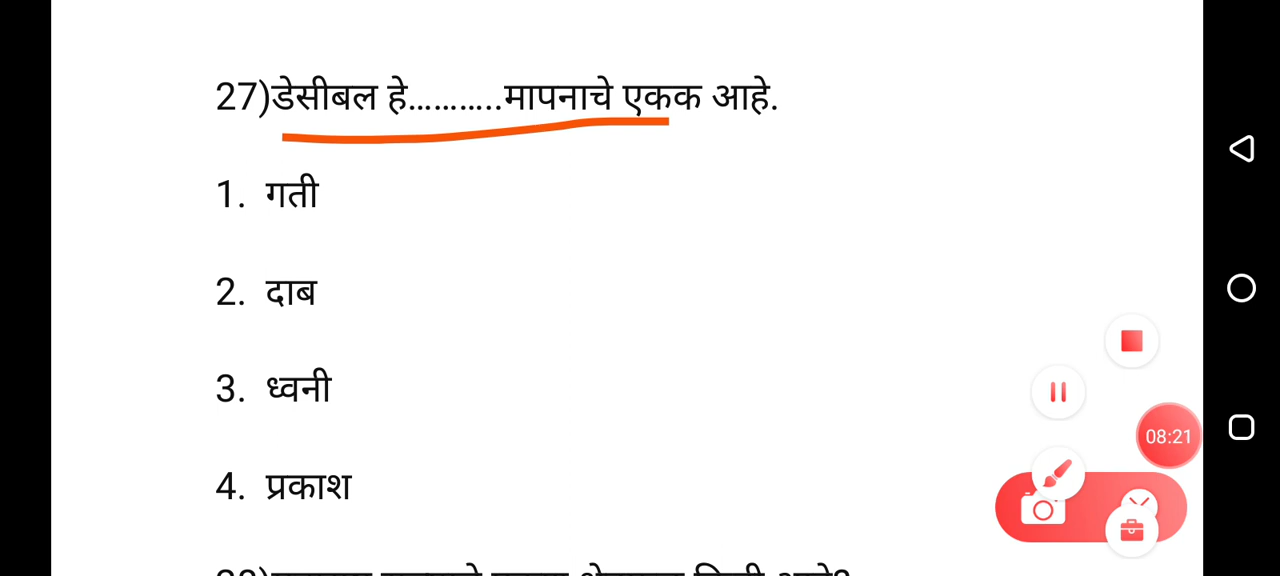 27)डेसीबल हे...........मापनाचे एकक आहे.
1. गती
2. दाब
3. ध्वनी
4. प्रकाश
08:21